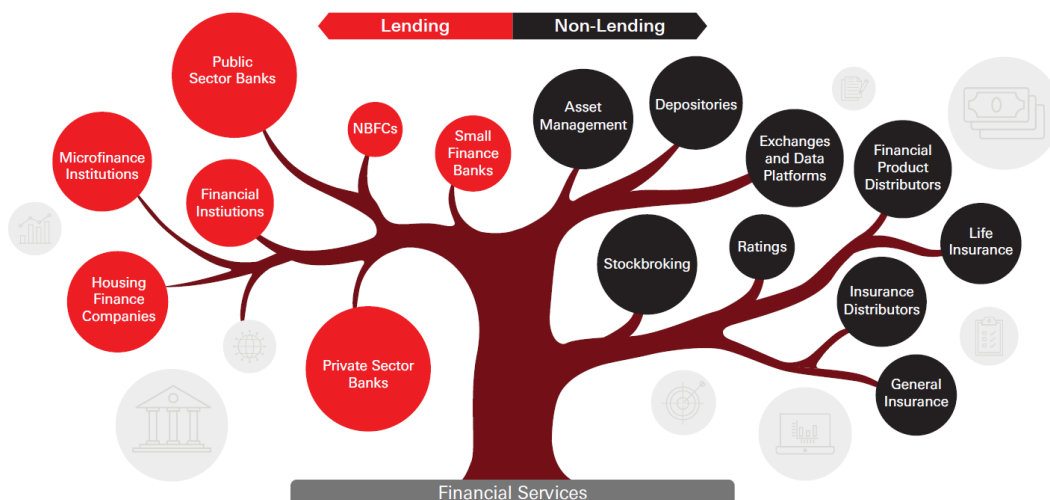 Lending
Non-Lending
Public
Sector Banks
NBFCs
Small
Finance
Banks
Microfinance
Institutions
Financial
Instiutions
Housing
Finance
Companies
Private Sector
Banks
Asset
Management
Depositories
Exchanges
and Data
Platforms
Financial
Product
Distributors
Stockbroking
Ratings
Life
Insurance
Insurance
Distributors
General
Insurance
Financial Services